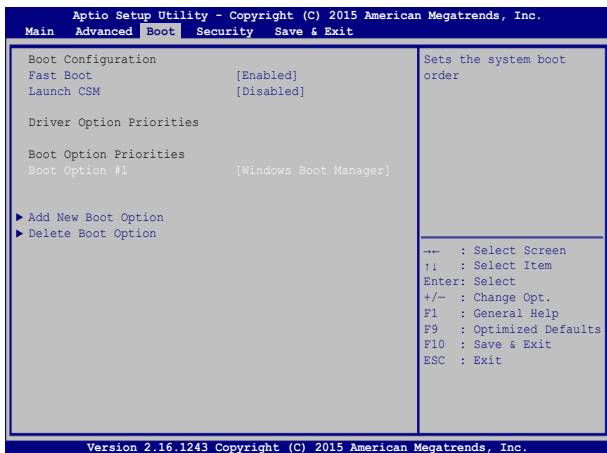 Aptio Setup Utility - Copyright (C) 2015 American Megatrends, Inc.
Main Advanced Boot Security Save & Exit
Boot Configuration
Fast Boot [Enabled]
Launch CSM [Disabled]
Driver Option Priorities
Boot Option Priorities
Boot Option #1 [Windows Boot Manager]
▶ Add New Boot Option
▶ Delete Boot Option
Sets the system boot
order
→← : Select Screen
↑↓ : Select Item
Enter: Select
+/— : Change Opt.
F1 : General Help
F9 : Optimized Defaults
F10 : Save & Exit
ESC : Exit
Version 2.16.1243 Copyright (C) 2015 American Megatrends, Inc.